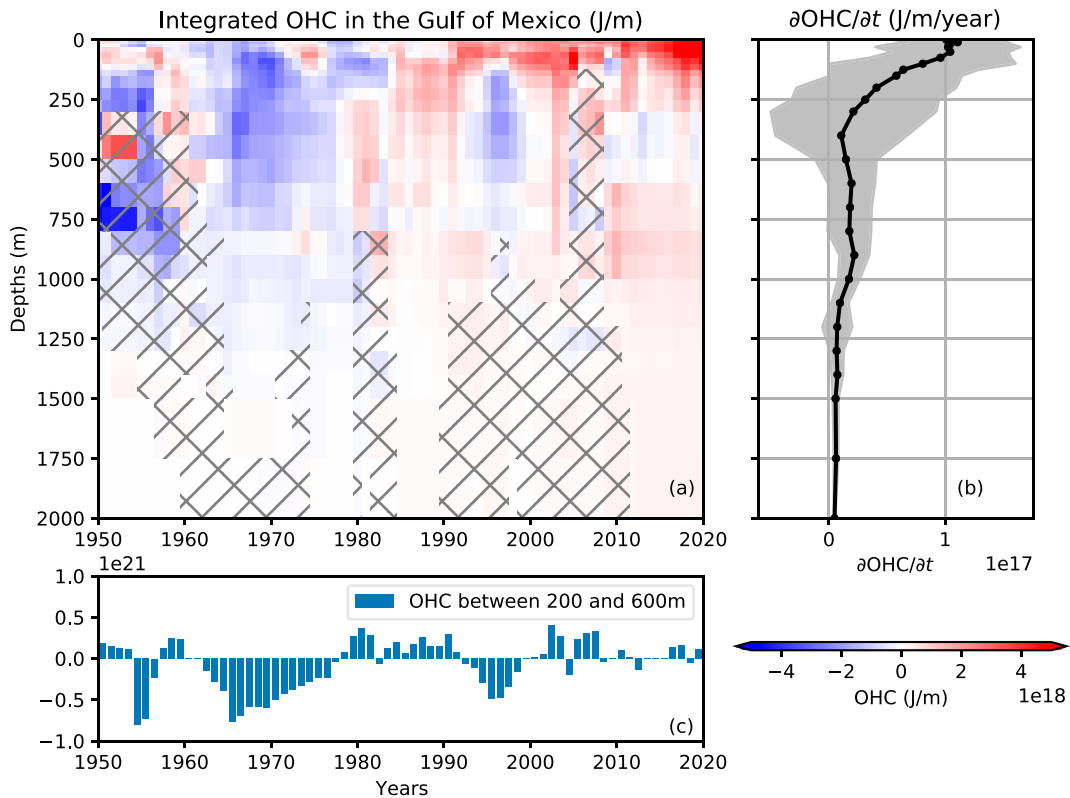 Integrated OHC in the Gulf of Mexico (J/m)
∂OHC/∂t (J/m/year)
0
250
500
750
1000
1250
1500
1750
2000
Depths (m)
(a)
(b)
1950 1960 1970 1980 1990 2000 2010 2020
0 1
∂OHC/∂t 1e17
1e21
1.0
0.5
0.0
−0.5
−1.0
OHC between 200 and 600m
(c)
1950 1960 1970 1980 1990 2000 2010 2020
Years
−4 −2 0 2 4
OHC (J/m) 1e18